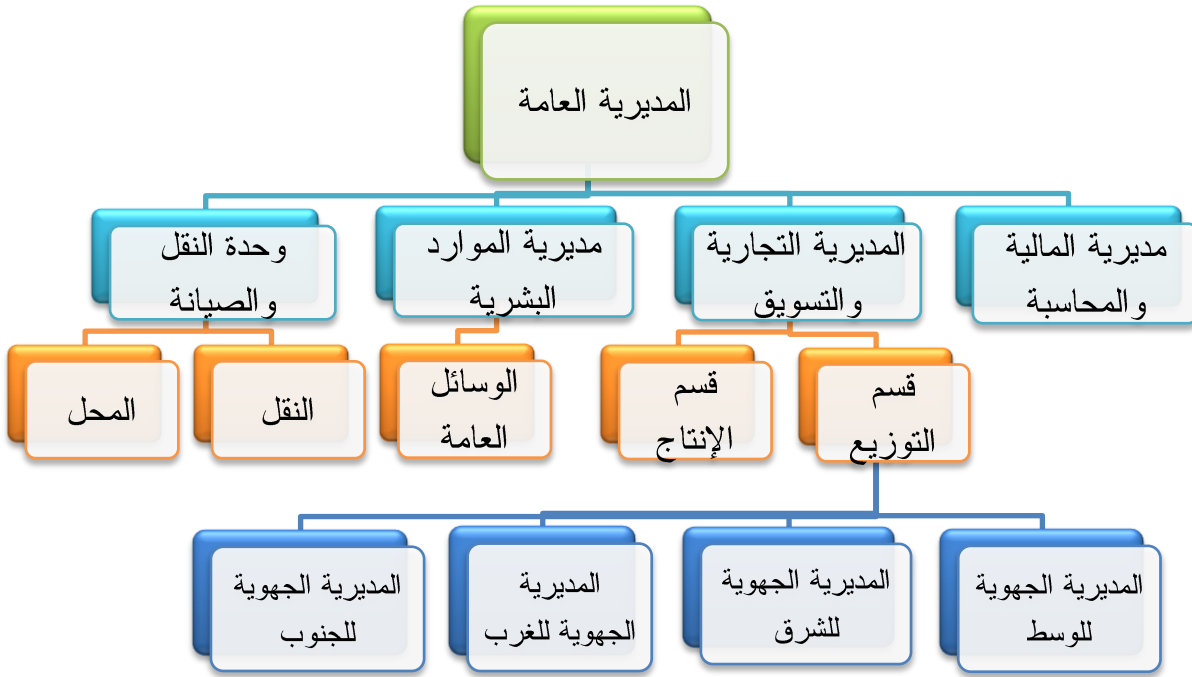 المديرية العامة
مديرية المالية
والمحاسبة
المديرية التجارية
والتسويق
مديرية الموارد
البشرية
وحدة النقل
والصيانة
قسم
التوزيع
قسم
الإنتاج
الوسائل
العامة
النقل
المحل
المديرية الجهوية
للوسط
المديرية الجهوية
للشرق
المديرية
الجهوية للغرب
المديرية الجهوية
للجنوب